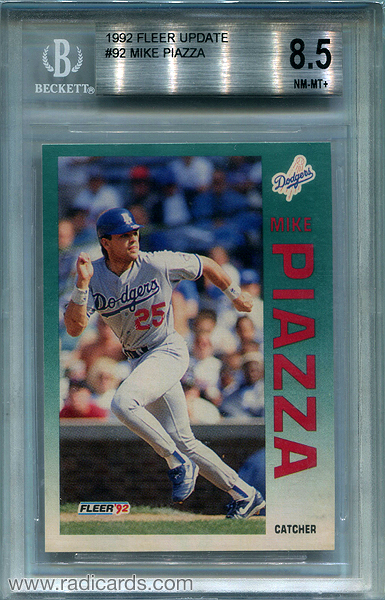 1992 FLEER UPDATE
#92 MIKE PIAZZA
B
BECKETT
8.5
NM-MT+
Dodgers
MIKE
PIAZZA
Dodgers
25
FLEER '92
CATCHER
www.radicards.com